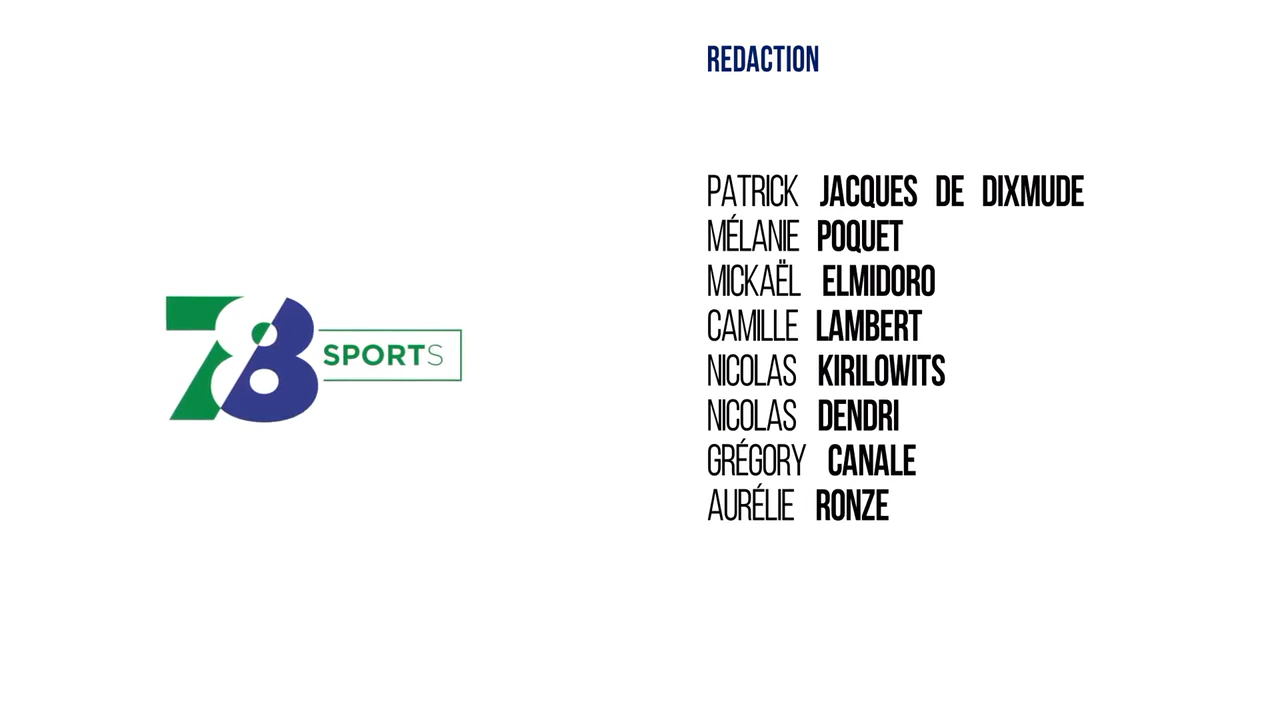 REDACTION
PATRICK JACQUES DE DIXMUDE
MÉLANIE POQUET
MICKAËL ELMIDORO
CAMILLE LAMBERT
NICOLAS KIRILOWITS
NICOLAS DENDRI
GRÉGORY CANALE
AURÉLIE RONZE
78 SPORTS